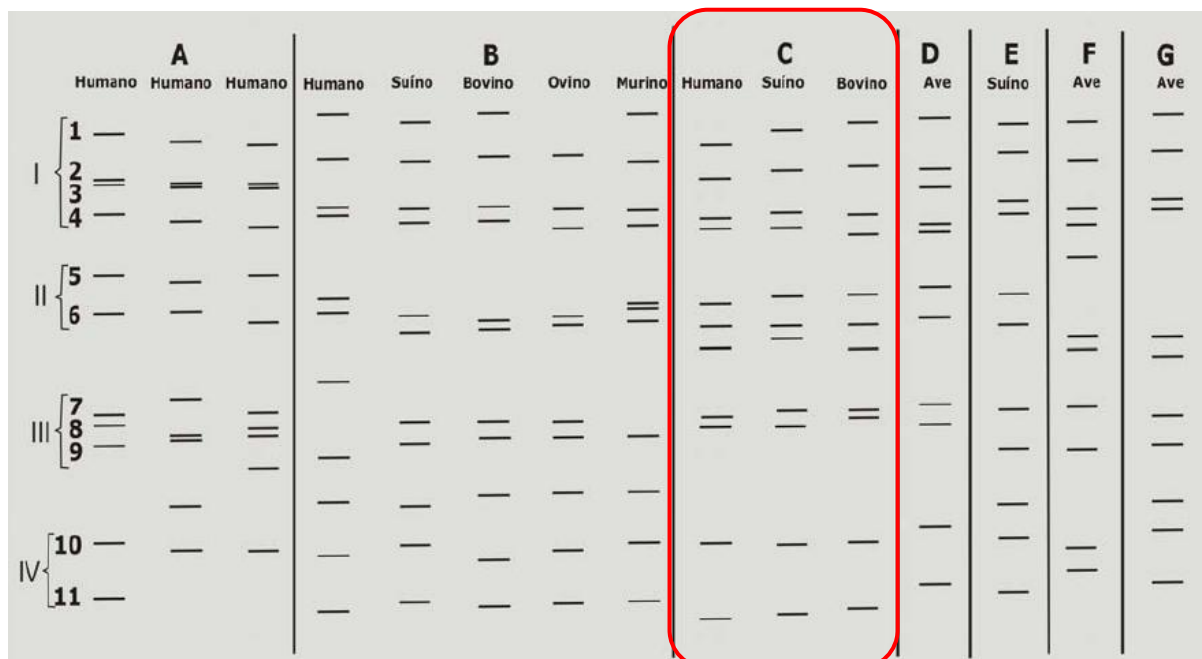 A B C D E F G
Humano Humano Humano Humano Suíno Bovino Ovino Murino Humano Suíno Bovino Ave Suíno Ave Ave
1
I 2
3
4
5
II
6
7
III 8
9
10
IV
11